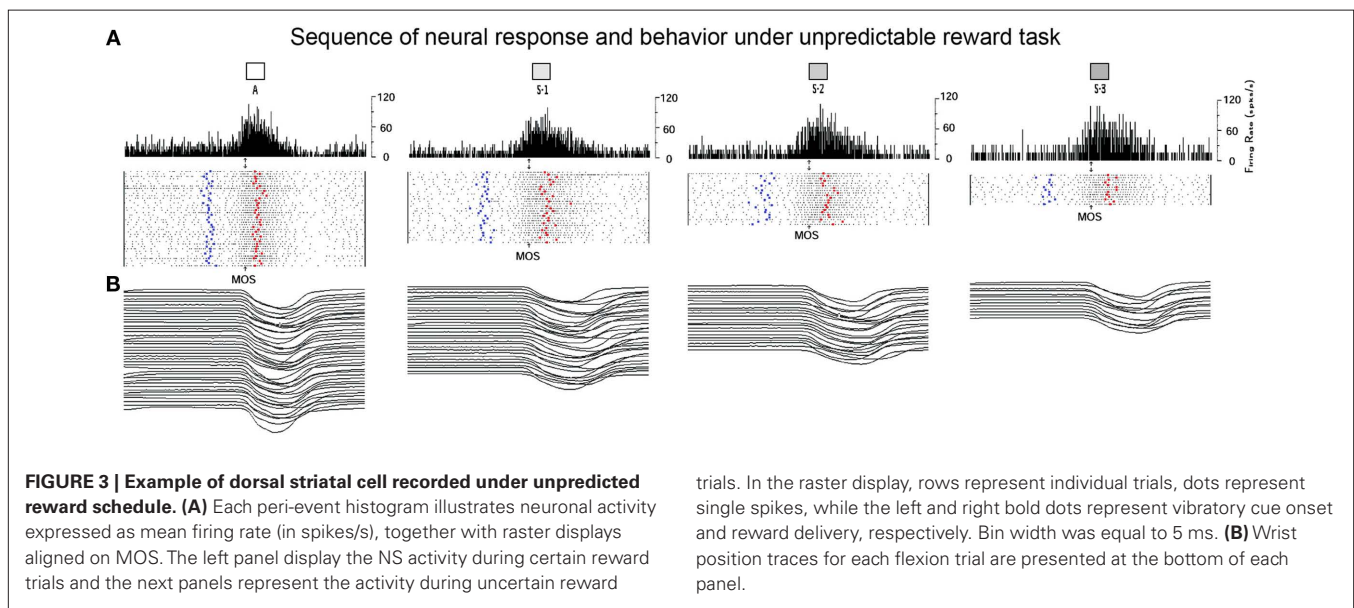 A
Sequence of neural response and behavior under unpredictable reward task
A
S-1
S-2
S-3
120
60
0
120
60
0
120
60
0
120
60
0
Firing Rate (spks/s)
MOS
MOS
MOS
MOS
B
FIGURE 3 | Example of dorsal striatal cell recorded under unpredicted
reward schedule. (A) Each peri-event histogram illustrates neuronal activity
expressed as mean firing rate (in spikes/s), together with raster displays
aligned on MOS. The left panel display the NS activity during certain reward
trials and the next panels represent the activity during uncertain reward
trials. In the raster display, rows represent individual trials, dots represent
single spikes, while the left and right bold dots represent vibratory cue onset
and reward delivery, respectively. Bin width was equal to 5 ms. (B) Wrist
position traces for each flexion trial are presented at the bottom of each
panel.